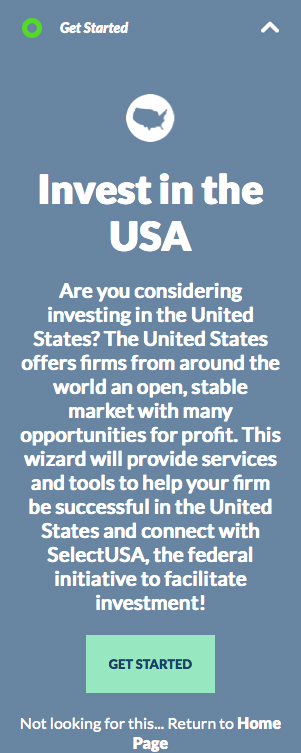 Get Started
Invest in the
USA
Are you considering
investing in the United
States? The United States
offers firms from around the
world an open, stable
market with many
opportunities for profit. This
wizard will provide services
and tools to help your firm
be successful in the United
States and connect with
SelectUSA, the federal
initiative to facilitate
investment!
GET STARTED
Not looking for this... Return to Home
Page